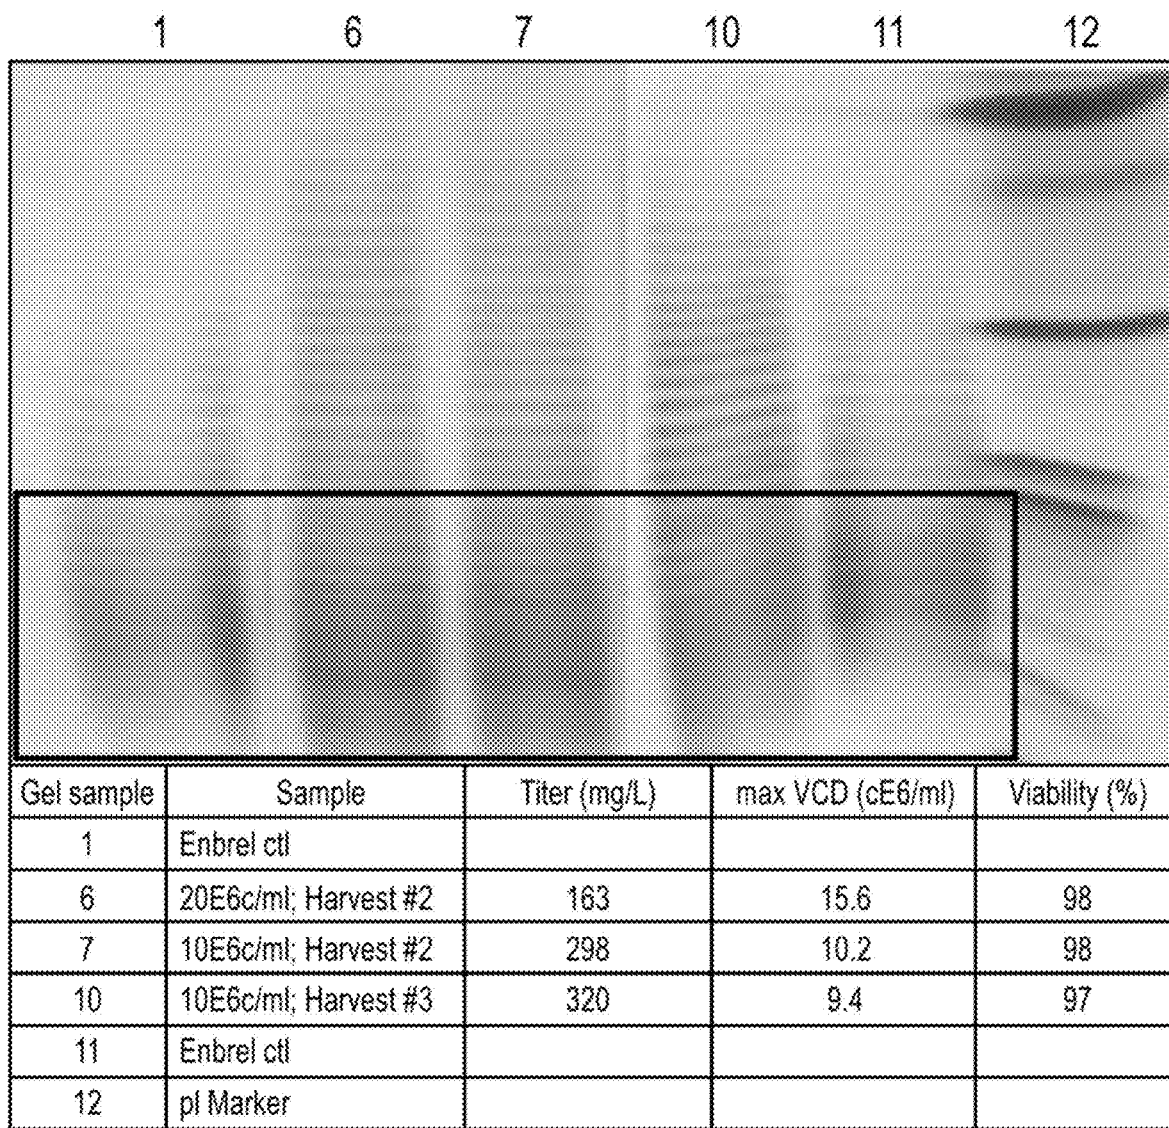 1 6 7 10 11 12
Gel sample Sample Titer (mg/L) max VCD (cE6/ml) Viability (%)
1 Enbrel ctl
6 20E6c/ml; Harvest #2 163 15.6 98
7 10E6c/ml; Harvest #2 298 10.2 98
10 10E6c/ml; Harvest #3 320 9.4 97
11 Enbrel ctl
12 pI Marker